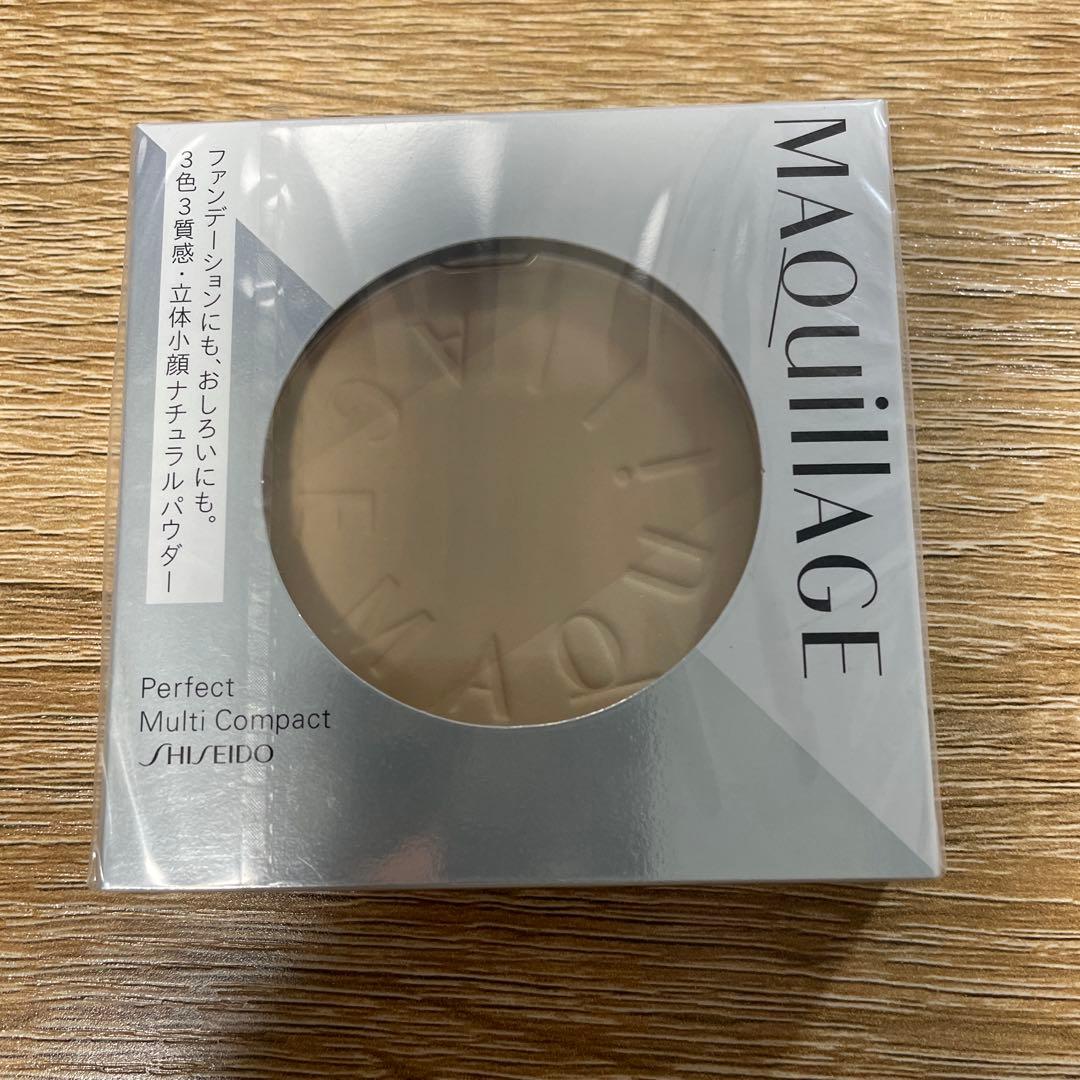 MAQuillAGE
ファンデーションにも、おしろいにも。
3色3質感・立体小顔ナチュラルパウダー
MAQuillAGE
Perfect
Multi Compact
SHISEIDO